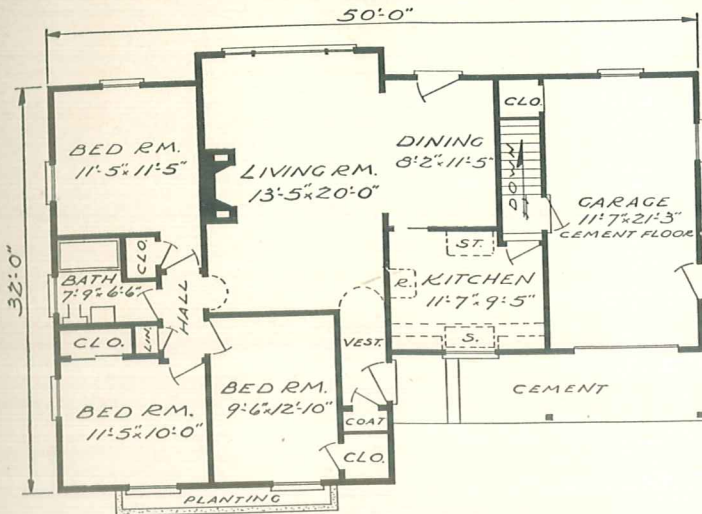 50'-0"
32'-0"
BED RM.
11'-5"x11'-5"
LIVING RM.
13'-5"x20'-0"
DINING
8'-2"x11'-5"
CLO.
DOWN
GARAGE
11'-7"x21'-3"
CEMENT FLOOR
CLO.
BATH
7'-9"x6'-6"
HALL
ST.
R.
KITCHEN
11'-7"x9'-5"
S.
CLO.
LIN.
VEST.
BED RM.
11'-5"x10'-0"
BED RM.
9'-6"x12'-10"
COAT
CLO.
CEMENT
PLANTING